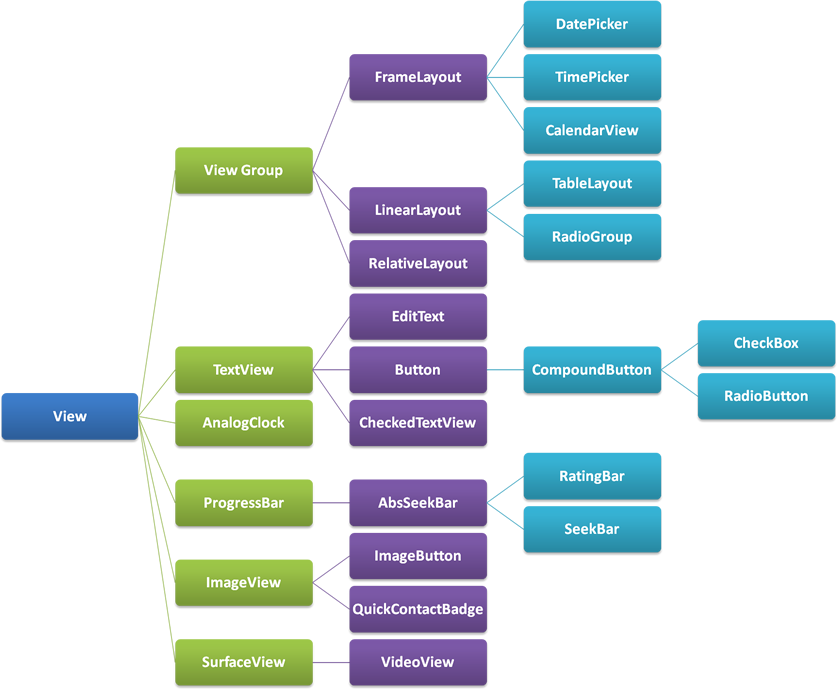 View
View Group
FrameLayout
DatePicker
TimePicker
CalendarView
LinearLayout
TableLayout
RadioGroup
RelativeLayout
TextView
EditText
Button
CompoundButton
CheckBox
RadioButton
CheckedTextView
AnalogClock
ProgressBar
AbsSeekBar
RatingBar
SeekBar
ImageView
ImageButton
QuickContactBadge
SurfaceView
VideoView